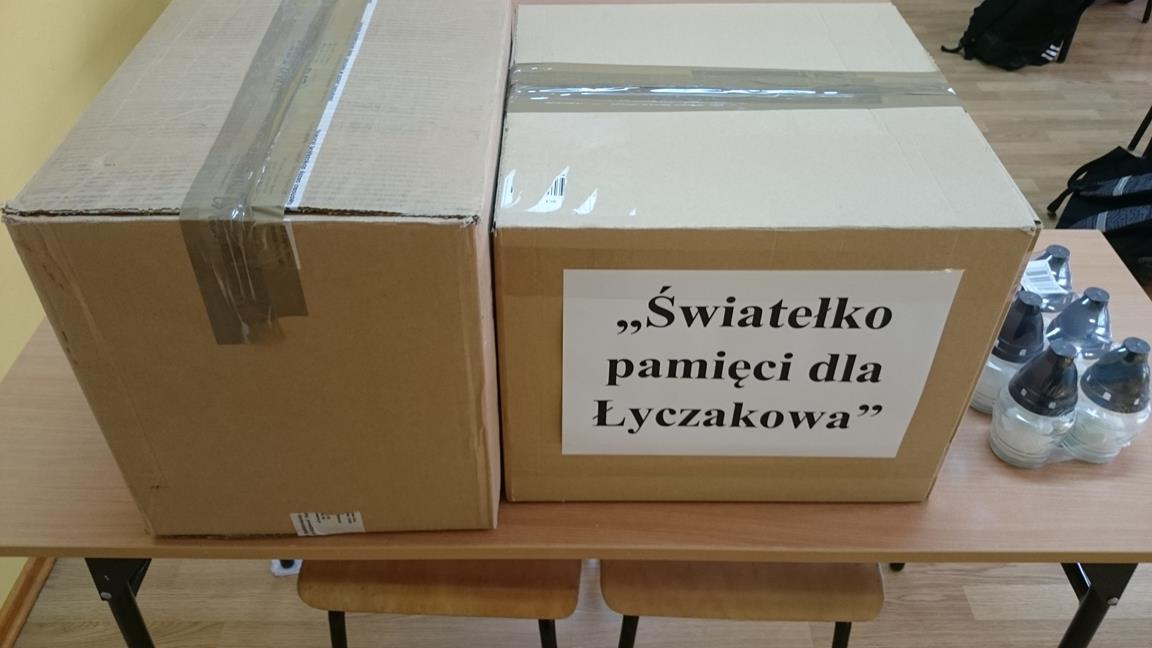 „Światełko
pamięci dla
Łyczakowa”